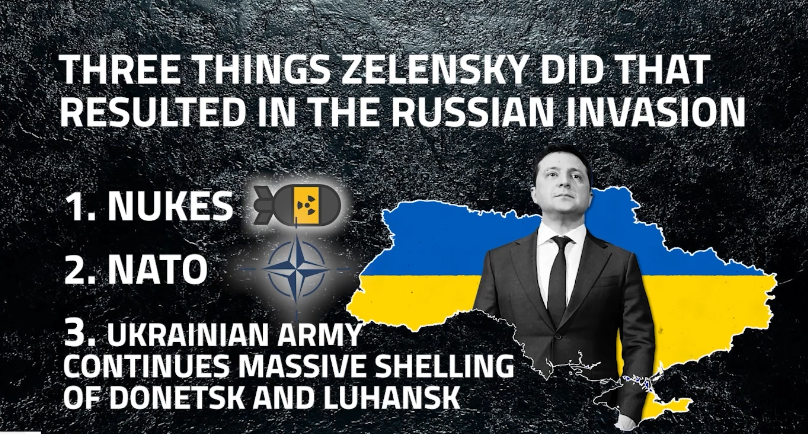 THREE THINGS ZELENSKY DID THAT
RESULTED IN THE RUSSIAN INVASION
1. NUKES
2. NATO
3. UKRAINIAN ARMY
CONTINUES MASSIVE SHELLING
OF DONETSK AND LUHANSK